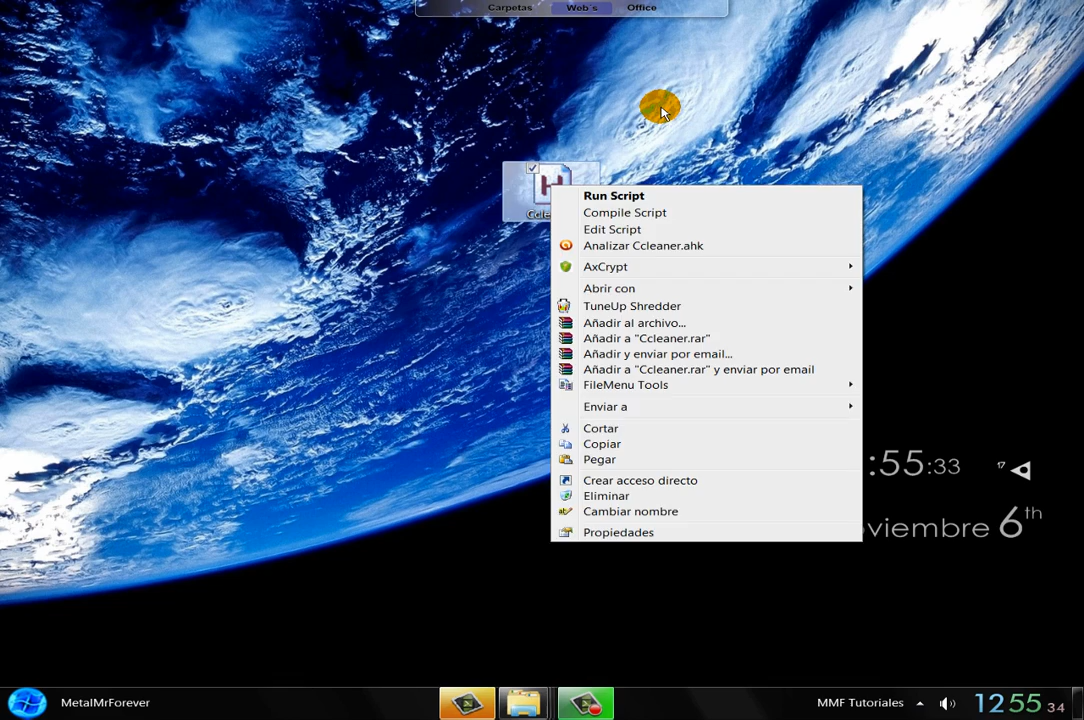 Carpetas Web's Office
Run Script
Compile Script
Edit Script
Analizar Ccleaner.ahk
AxCrypt
Abrir con
TuneUp Shredder
Añadir al archivo...
Añadir a "Ccleaner.rar"
Añadir y enviar por email...
Añadir a "Ccleaner.rar" y enviar por email
FileMenu Tools
Enviar a
Cortar
Copiar
Pegar
Crear acceso directo
Eliminar
Cambiar nombre
Propiedades
:55:33 17
viembre 6th
MetalMrForever MMF Tutoriales 12 55 34